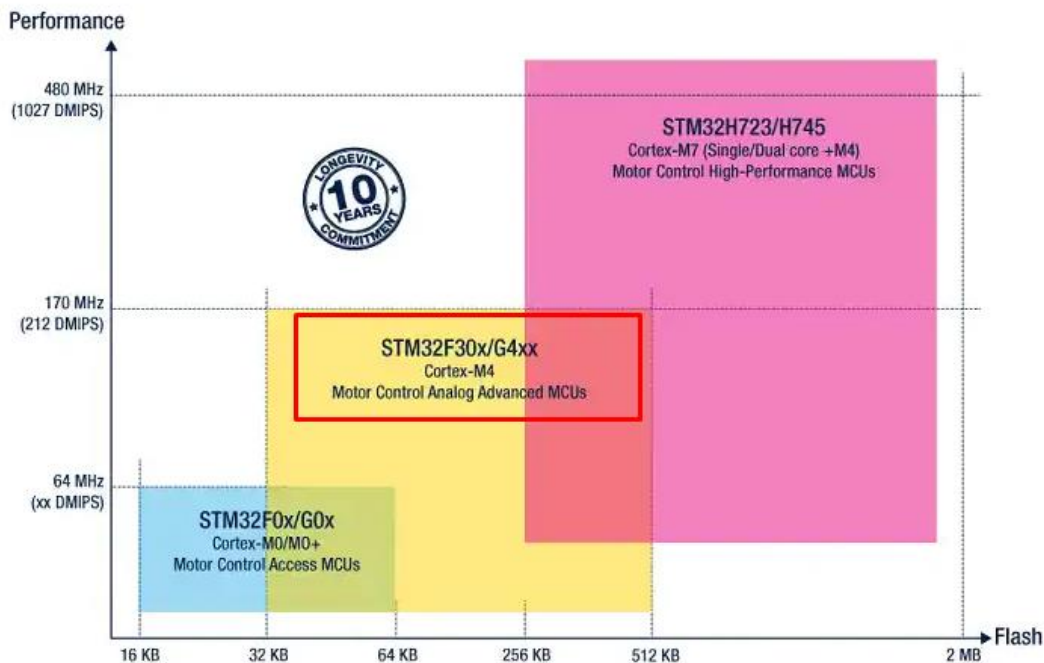 Performance
480 MHz
(1027 DMIPS)
STM32H723/H745
Cortex-M7 (Single/Dual core +M4)
Motor Control High-Performance MCUs
LONGEVITY
10
YEARS
COMMITMENT
170 MHz
(212 DMIPS)
STM32F30x/G4xx
Cortex-M4
Motor Control Analog Advanced MCUs
64 MHz
(xx DMIPS)
STM32F0x/G0x
Cortex-M0/M0+
Motor Control Access MCUs
Flash
16 KB
32 KB
64 KB
256 KB
512 KB
2 MB